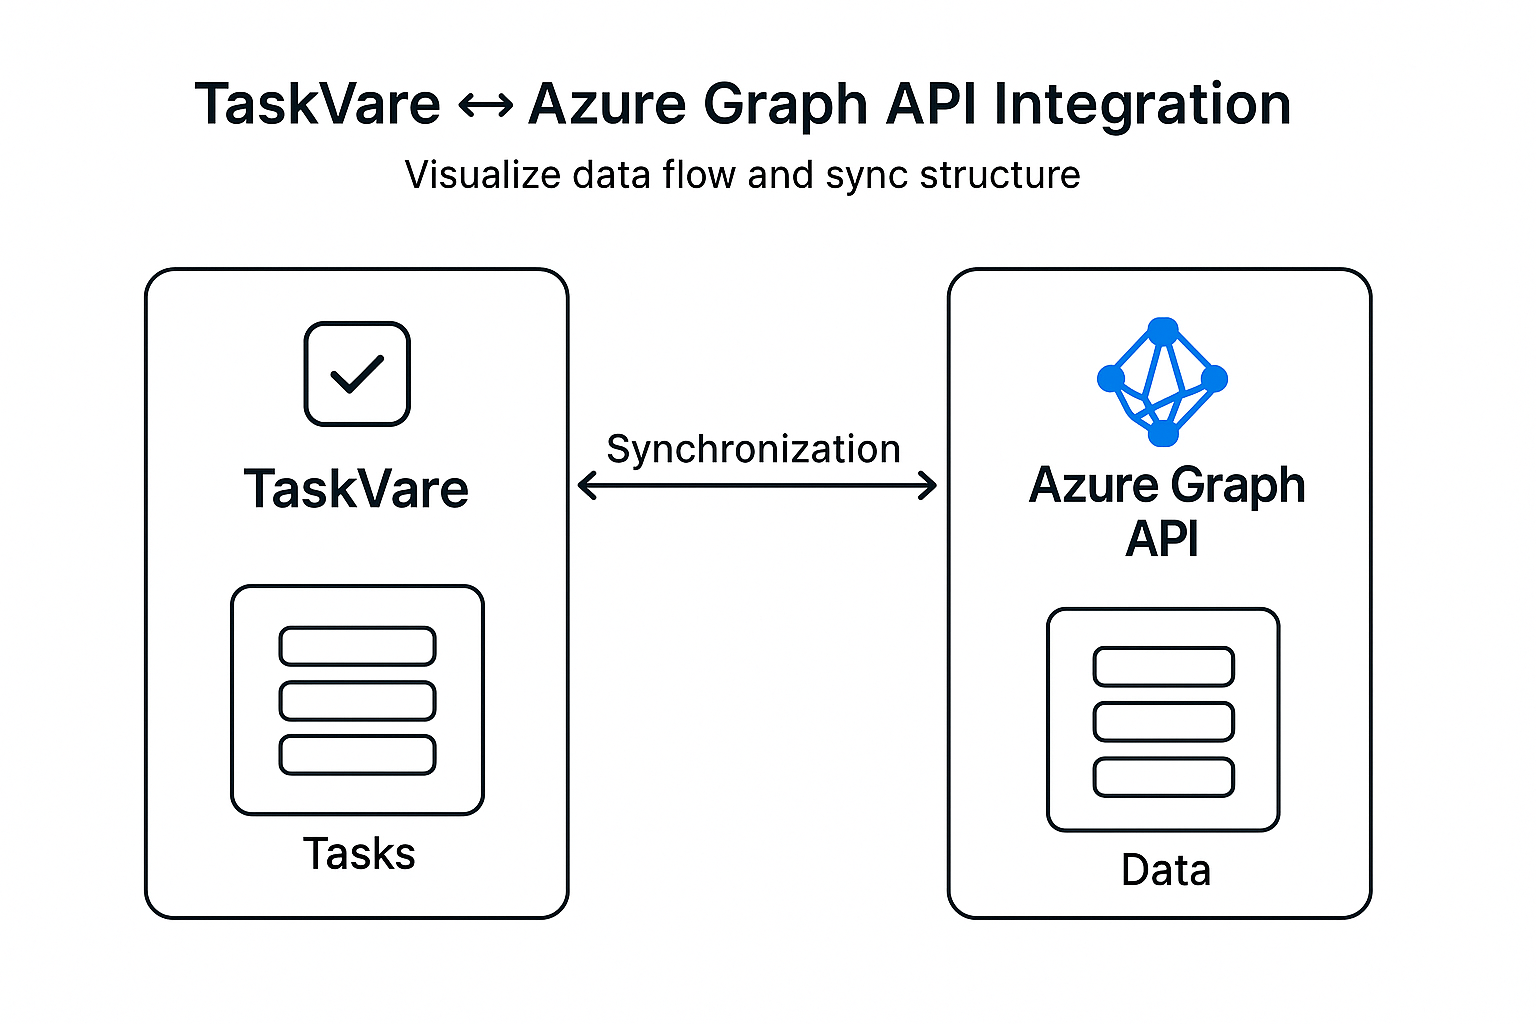 TaskVare ↔ Azure Graph API Integration
Visualize data flow and sync structure
TaskVare
Tasks
Synchronization
Azure Graph
API
Data